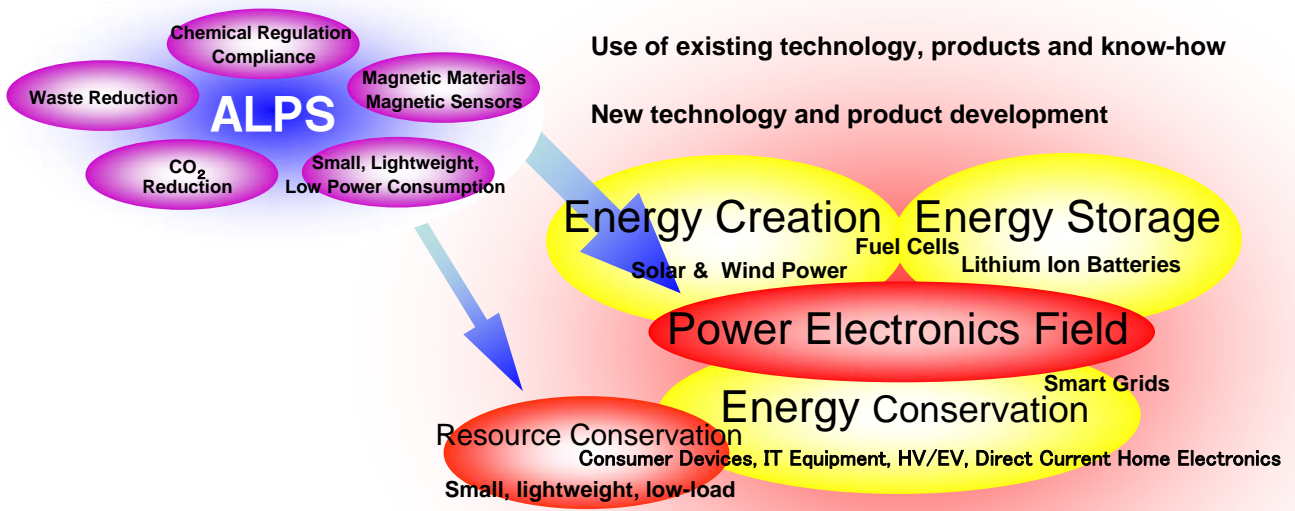 Chemical Regulation
Compliance
Waste Reduction
Magnetic Materials
Magnetic Sensors
ALPS
CO₂
Reduction
Small, Lightweight,
Low Power Consumption
Use of existing technology, products and know-how
New technology and product development
Energy Creation
Energy Storage
Fuel Cells
Solar & Wind Power
Lithium Ion Batteries
Power Electronics Field
Smart Grids
Energy Conservation
Resource Conservation
Consumer Devices, IT Equipment, HV/EV, Direct Current Home Electronics
Small, lightweight, low-load